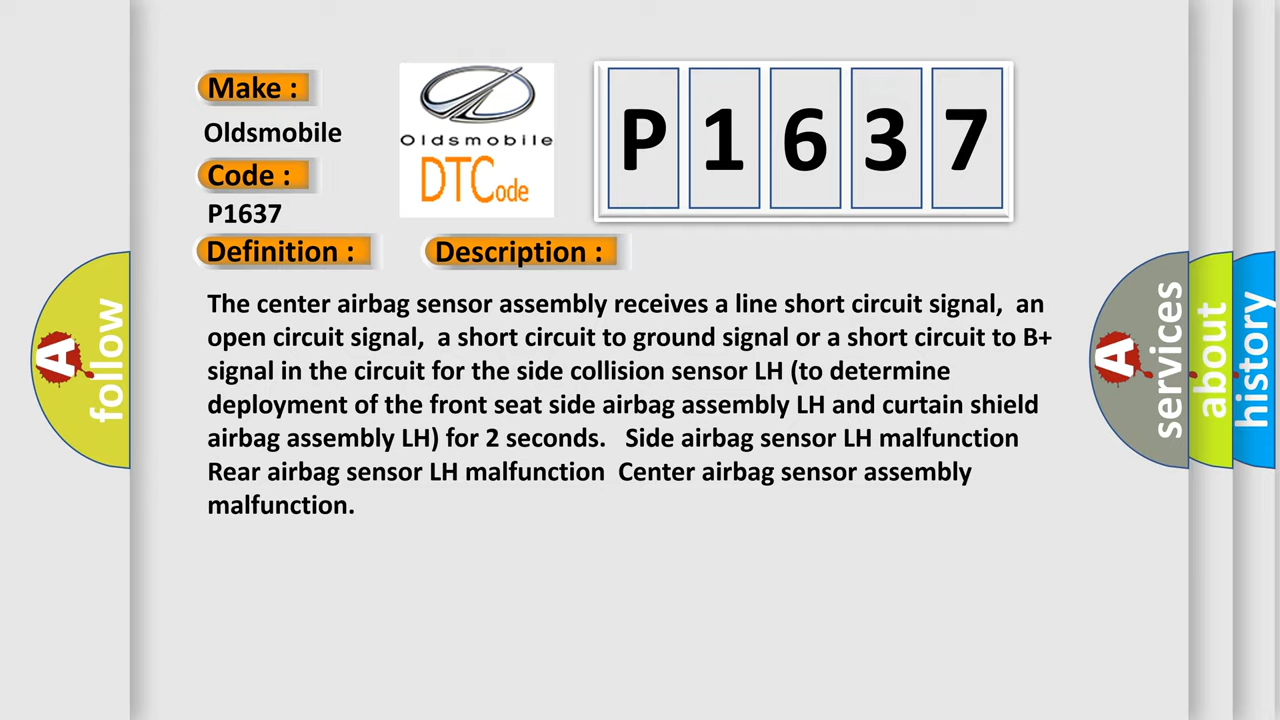 Make :
Oldsmobile
Code :
P1637
Oldsmobile
DTCode
P1637
Definition :
Description :
The center airbag sensor assembly receives a line short circuit signal, an
open circuit signal, a short circuit to ground signal or a short circuit to B+
signal in the circuit for the side collision sensor LH (to determine
deployment of the front seat side airbag assembly LH and curtain shield
airbag assembly LH) for 2 seconds. Side airbag sensor LH malfunction
Rear airbag sensor LH malfunction Center airbag sensor assembly
malfunction.
A follow
A services
about
history